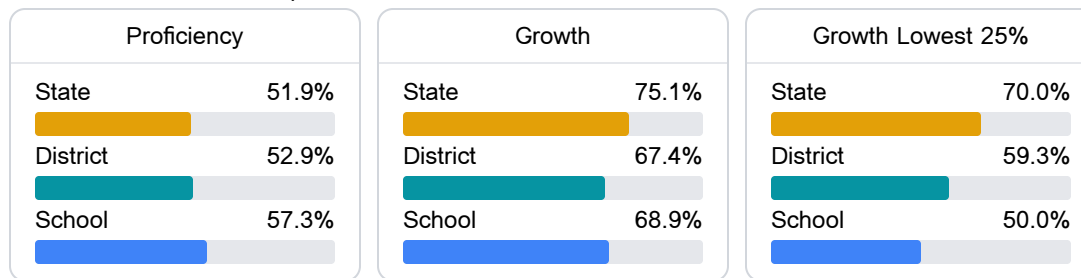 Proficiency
State 51.9%
District 52.9%
School 57.3%
Growth
State 75.1%
District 67.4%
School 68.9%
Growth Lowest 25%
State 70.0%
District 59.3%
School 50.0%